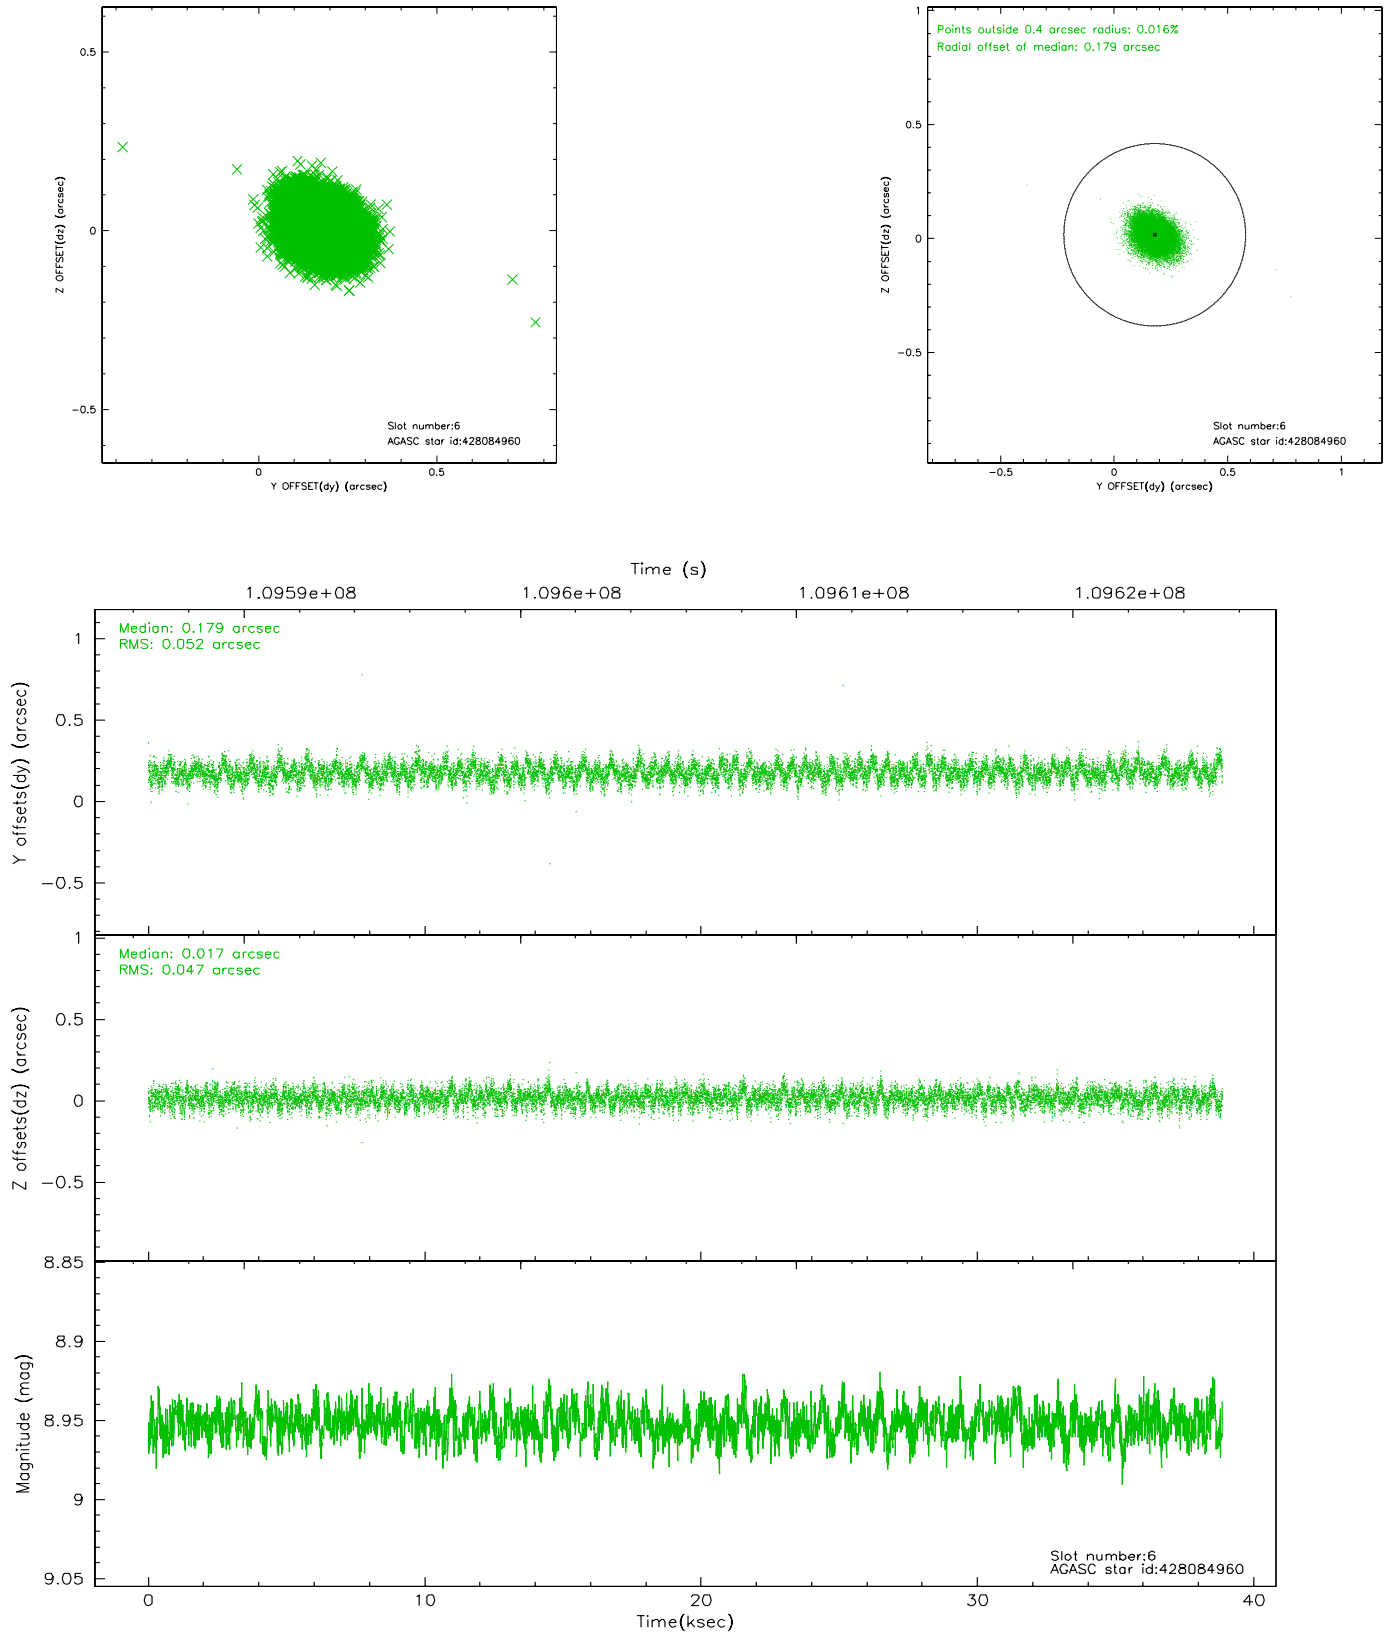 0.5
0
−0.5
Z OFFSET(dz) (arcsec)
Slot number:6
AGASC star id:428084960
0
0.5
Y OFFSET(dy) (arcsec)
Points outside 0.4 arcsec radius: 0.016%
Radial offset of median: 0.179 arcsec
1
0.5
0
−0.5
Z OFFSET(dz) (arcsec)
Slot number:6
AGASC star id:428084960
−0.5
0
0.5
1
Y OFFSET(dy) (arcsec)
Time (s)
1.0959e+08
1.096e+08
1.0961e+08
1.0962e+08
Median: 0.179 arcsec
RMS: 0.052 arcsec
1
0.5
0
−0.5
Y offsets(dy) (arcsec)
Median: 0.017 arcsec
RMS: 0.047 arcsec
1
0.5
0
−0.5
Z offsets(dz) (arcsec)
8.85
8.9
8.95
9
9.05
Magnitude (mag)
Slot number:6
AGASC star id:428084960
0
10
20
30
40
Time(ksec)